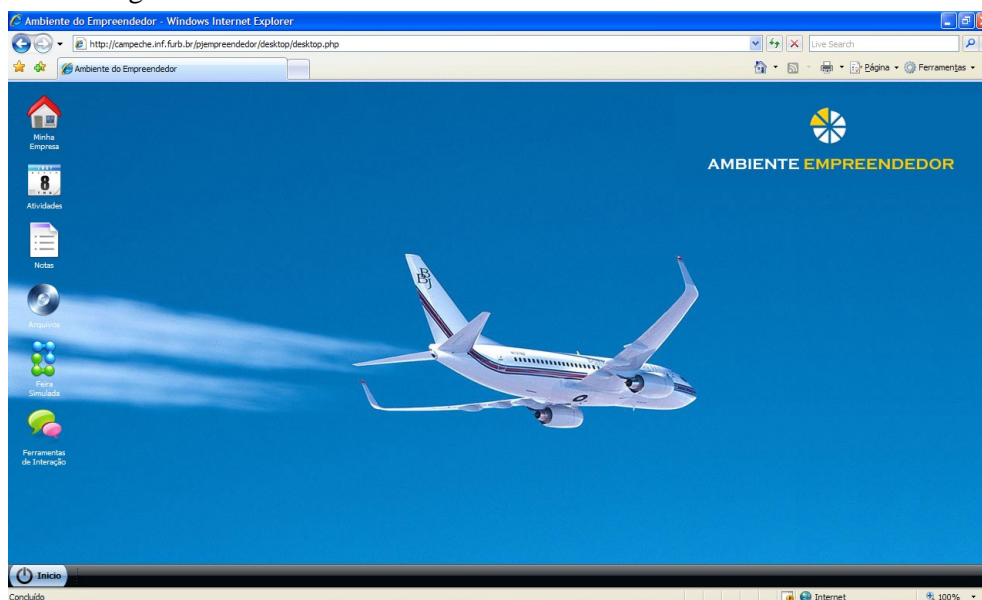 Ambiente do Empreendedor - Windows Internet Explorer
http://campeche.inf.furb.br/pjempreendedor/desktop/desktop.php
Live Search
Ambiente do Empreendedor
Página
Ferramentas
Minha
Empresa
AMBIENTE EMPREENDEDOR
8
Atividades
Notas
BBJ
Arquivos
Feira
Simulada
Ferramentas
de Interação
Inicio
Concluído
Internet
100%